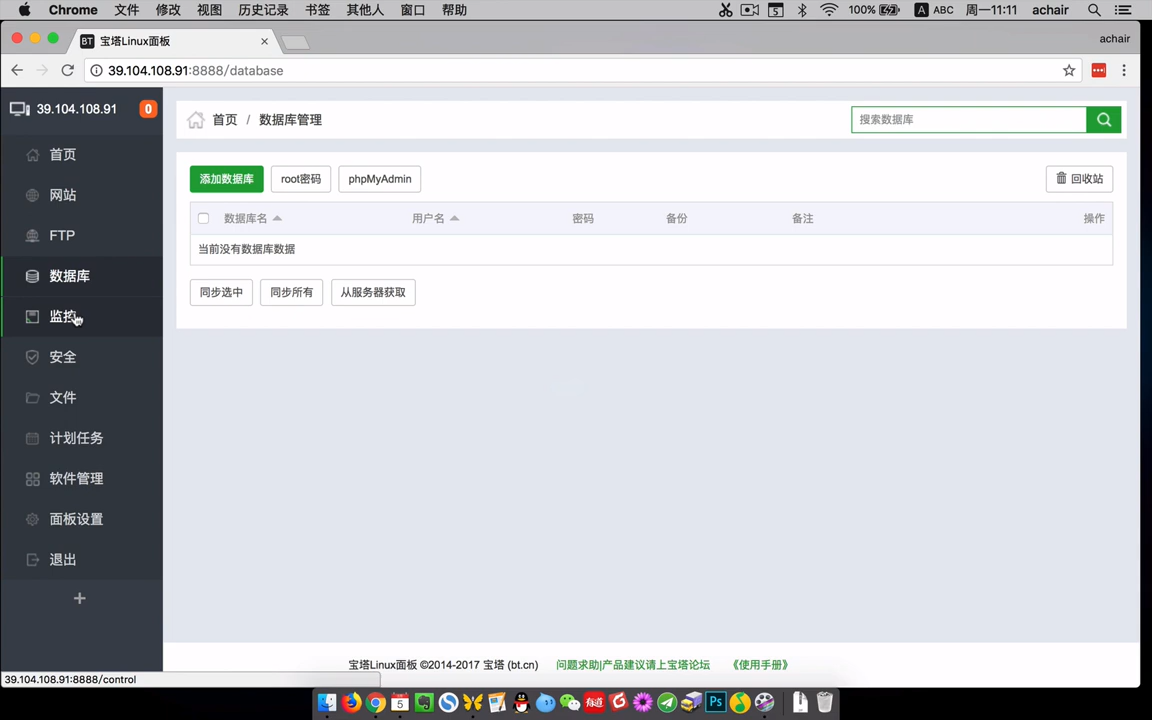 Chrome 文件 修改 视图 历史记录 书签 其他人 窗口 帮助 5 100% A ABC 周一11:11 achair
BT 宝塔Linux面板 achair
39.104.108.91:8888/database
39.104.108.91 0
首页
网站
FTP
数据库
监控
安全
文件
计划任务
软件管理
面板设置
退出
首页 / 数据库管理 搜索数据库
添加数据库 root密码 phpMyAdmin 回收站
数据库名 用户名 密码 备份 备注 操作
当前没有数据库数据
同步选中 同步所有 从服务器获取
宝塔Linux面板 ©2014-2017 宝塔 (bt.cn) 问题求助|产品建议请上宝塔论坛 《使用手册》
39.104.108.91:8888/control
5 有道 Ps